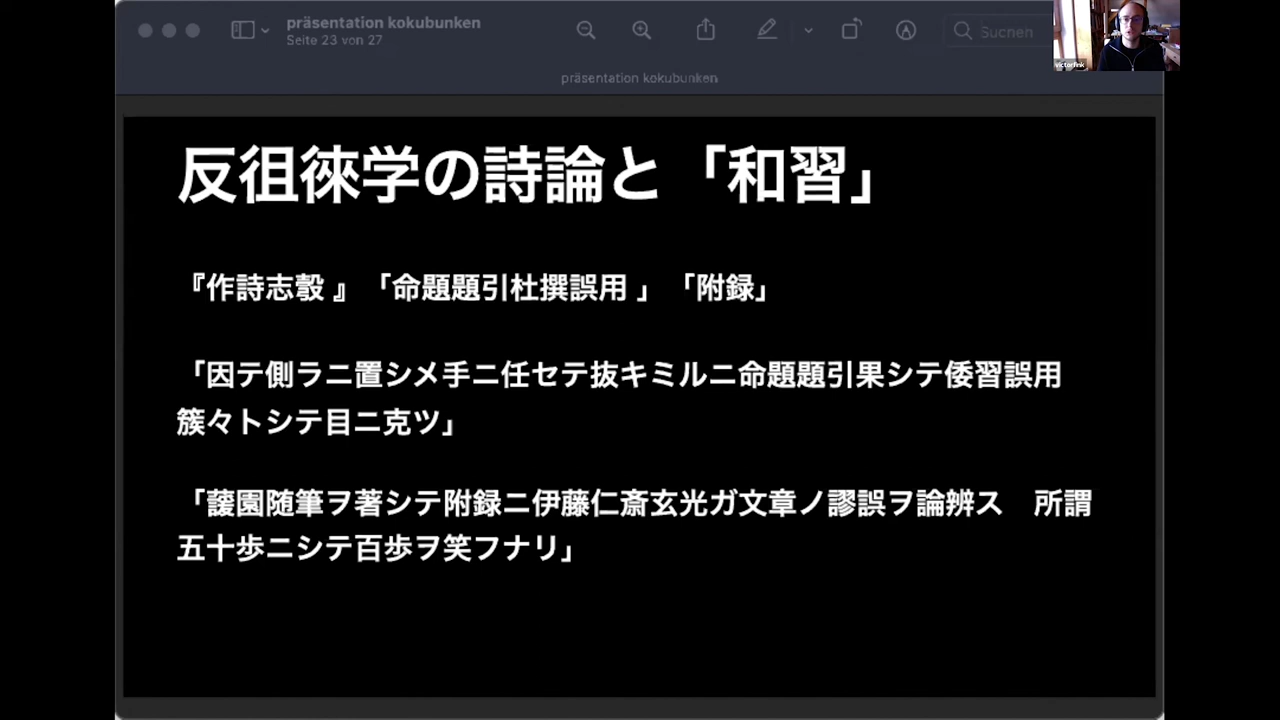 präsentation kokubunken
Seite 23 von 27
Suchen
victorfink
präsentation kokubunken
反徂徠学の詩論と「和習」
『作詩志彀 』「命題題引杜撰誤用 」「附録」
「因テ側ラニ置シメ手ニ任セテ抜キミルニ命題題引果シテ倭習誤用
簇々トシテ目ニ克ツ」
「蘐園随筆ヲ著シテ附録ニ伊藤仁斎玄光ガ文章ノ謬誤ヲ論辨ス　所謂
五十歩ニシテ百歩ヲ笑フナリ」